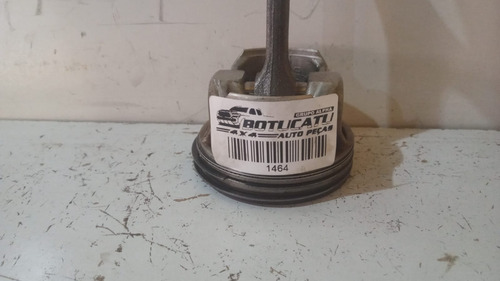 GRUPO ALPHA
BOTUCATU
4X4 AUTO PEÇAS
1464